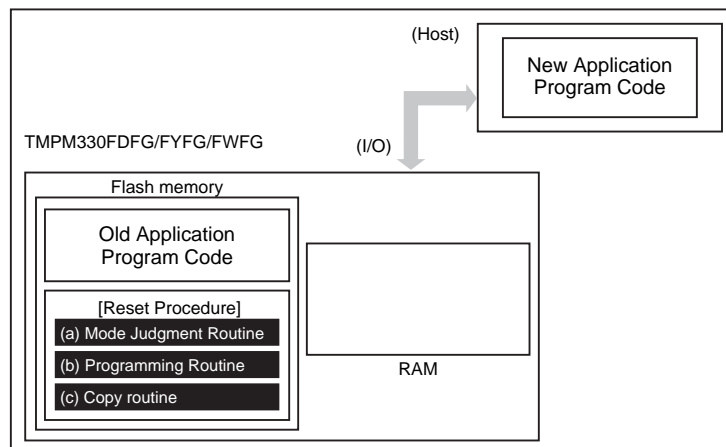 (Host)
New Application
Program Code
TMPM330FDFG/FYFG/FWFG
(I/O)
Flash memory
Old Application
Program Code
[Reset Procedure]
(a) Mode Judgment Routine
(b) Programming Routine
(c) Copy routine
RAM